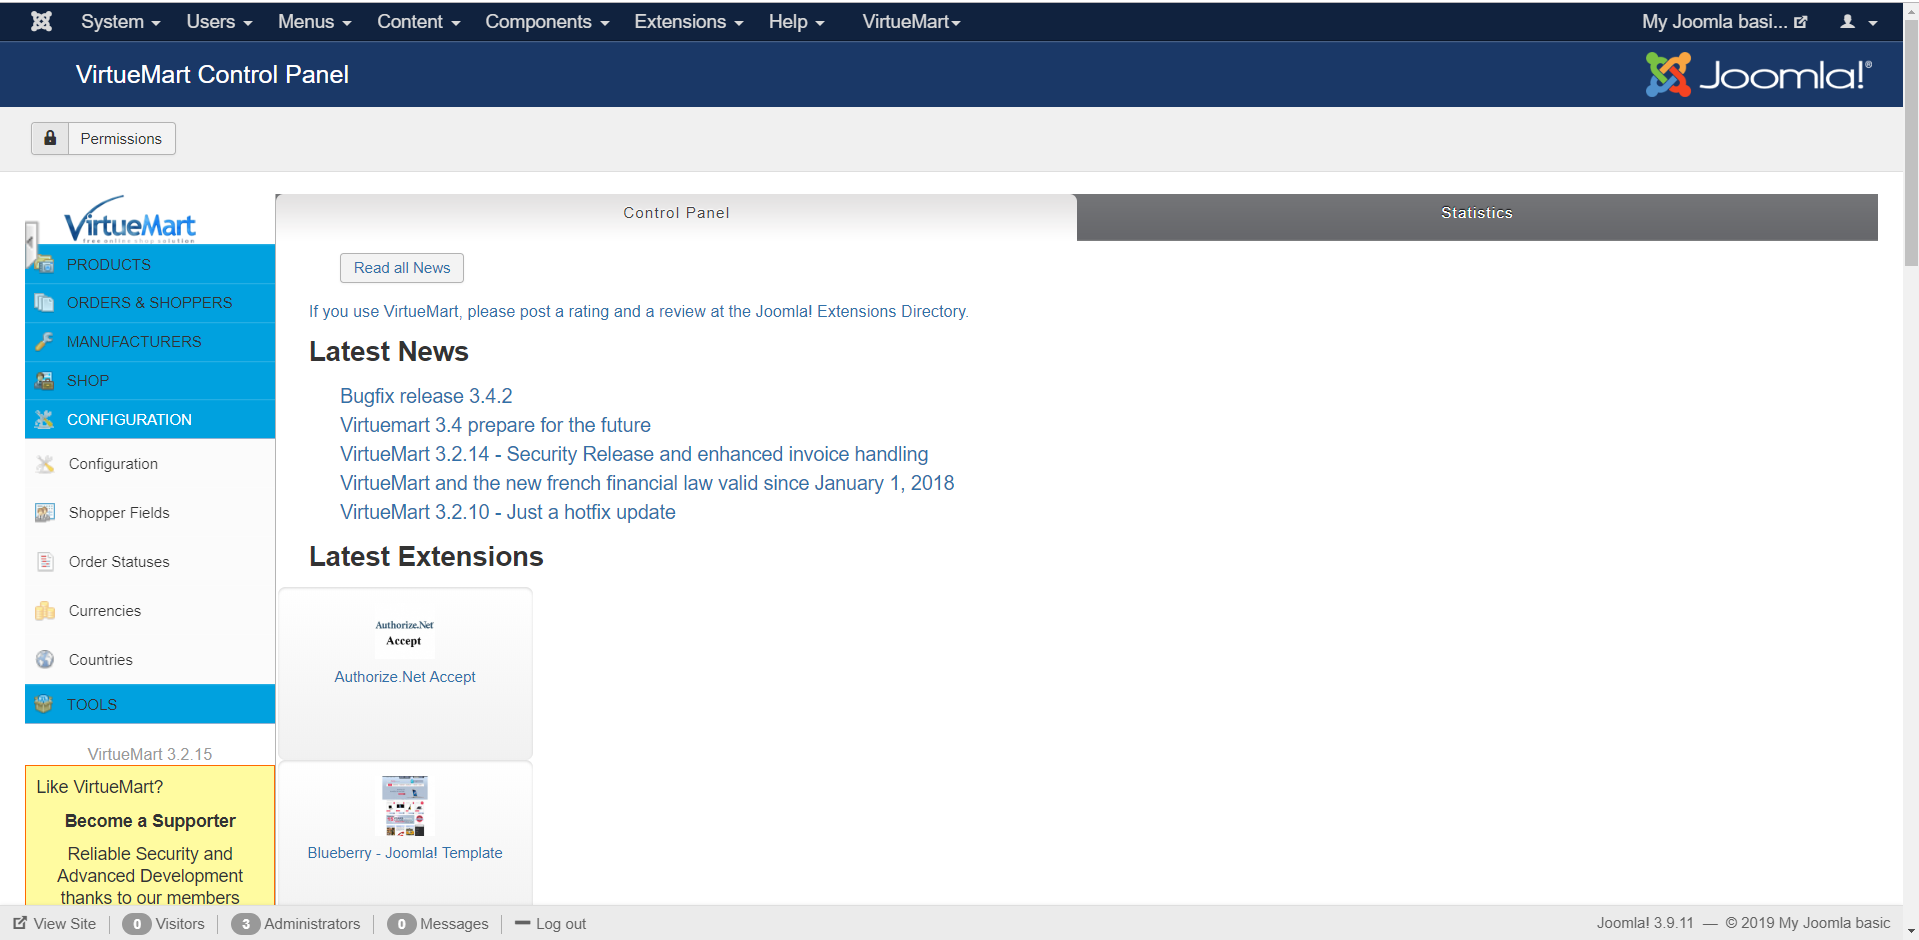 System Users Menus Content Components Extensions Help VirtueMart My Joomla basi...
VirtueMart Control Panel Joomla!®
Permissions
VirtueMart
free online shop solution
Control Panel Statistics
PRODUCTS
ORDERS & SHOPPERS
MANUFACTURERS
SHOP
CONFIGURATION
Configuration
Shopper Fields
Order Statuses
Currencies
Countries
TOOLS
VirtueMart 3.2.15
Like VirtueMart?
Become a Supporter
Reliable Security and
Advanced Development
thanks to our members
Read all News
If you use VirtueMart, please post a rating and a review at the Joomla! Extensions Directory.
Latest News
Bugfix release 3.4.2
Virtuemart 3.4 prepare for the future
VirtueMart 3.2.14 - Security Release and enhanced invoice handling
VirtueMart and the new french financial law valid since January 1, 2018
VirtueMart 3.2.10 - Just a hotfix update
Latest Extensions
Authorize.Net
Accept
Authorize.Net Accept
Blueberry - Joomla! Template
View Site 0 Visitors 3 Administrators 0 Messages Log out Joomla! 3.9.11 — © 2019 My Joomla basic